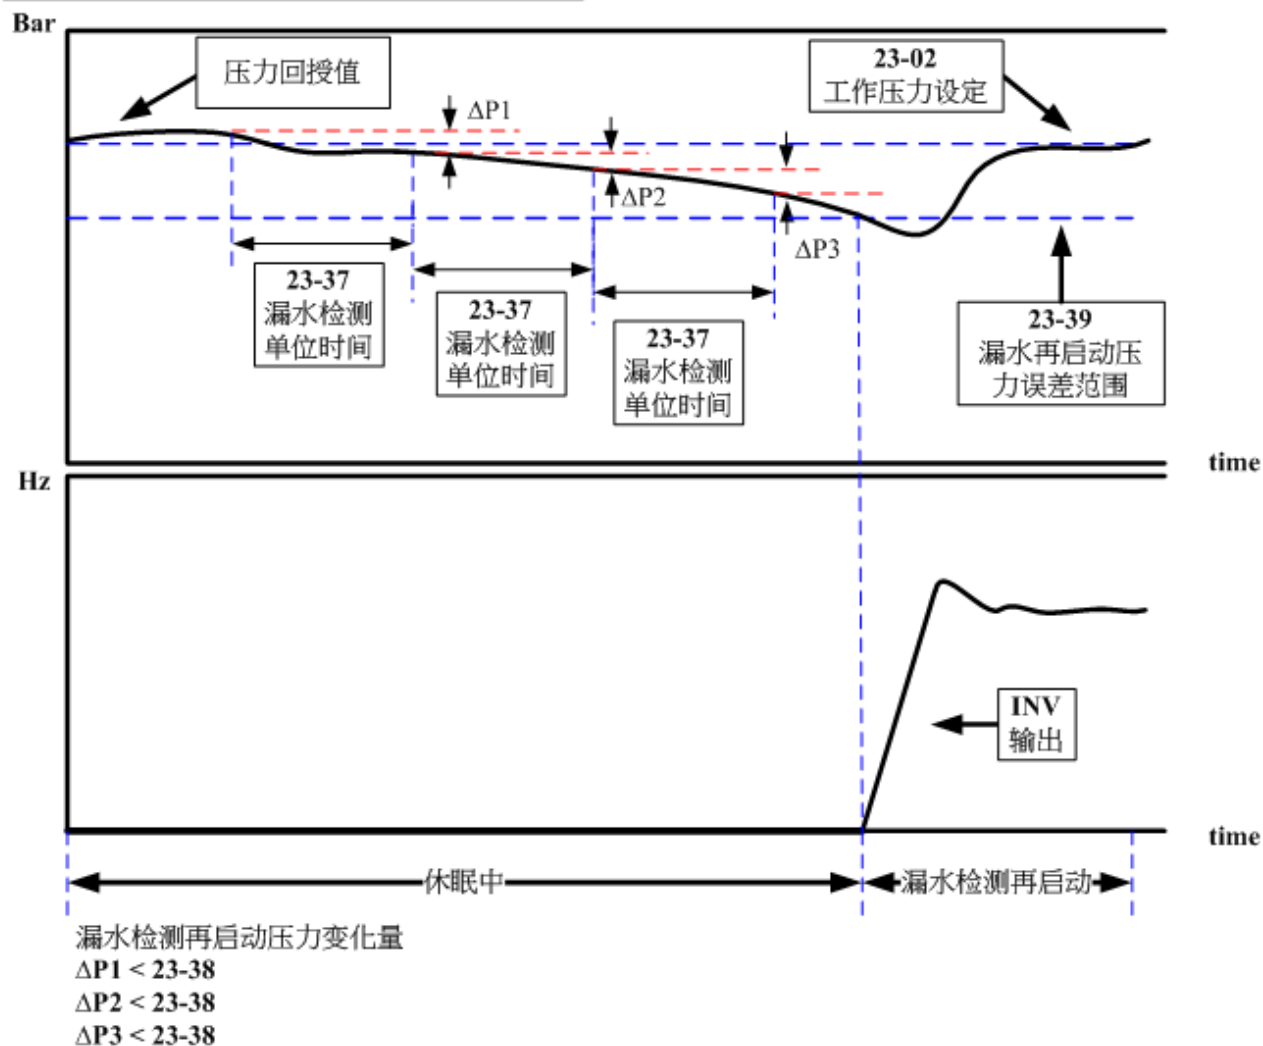 Bar
压力回授值
ΔP1
23-02
工作压力设定
ΔP2
ΔP3
23-37
漏水检测
单位时间
23-37
漏水检测
单位时间
23-37
漏水检测
单位时间
23-39
漏水再启动压
力误差范围
time
Hz
INV
输出
time
休眠中
漏水检测再启动
漏水检测再启动压力变化量
ΔP1 < 23-38
ΔP2 < 23-38
ΔP3 < 23-38